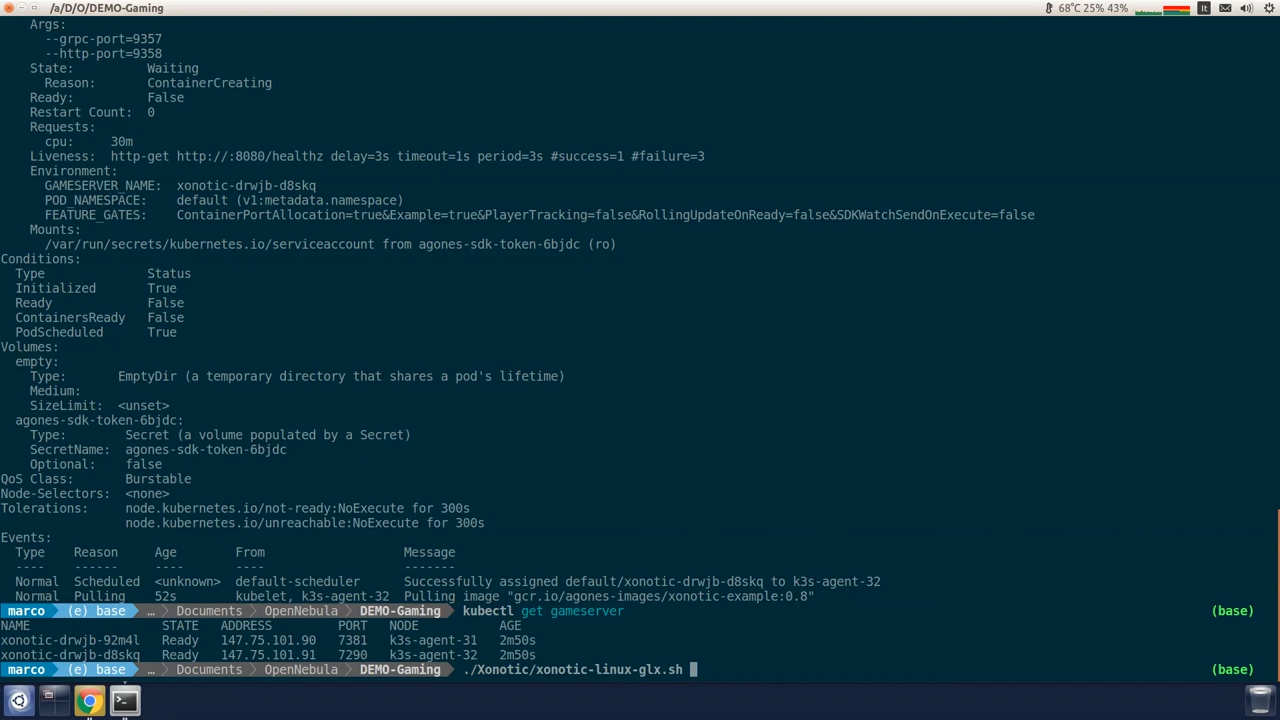 /a/D/O/DEMO-Gaming
68°C 25% 43%
It
Args:
--grpc-port=9357
--http-port=9358
State: Waiting
Reason: ContainerCreating
Ready: False
Restart Count: 0
Requests:
cpu: 30m
Liveness: http-get http://:8080/healthz delay=3s timeout=1s period=3s #success=1 #failure=3
Environment:
GAMESERVER_NAME: xonotic-drwjb-d8skq
POD_NAMESPACE: default (v1:metadata.namespace)
FEATURE_GATES: ContainerPortAllocation=true&Example=true&PlayerTracking=false&RollingUpdateOnReady=false&SDKWatchSendOnExecute=false
Mounts:
/var/run/secrets/kubernetes.io/serviceaccount from agones-sdk-token-6bjdc (ro)
Conditions:
Type Status
Initialized True
Ready False
ContainersReady False
PodScheduled True
Volumes:
empty:
Type: EmptyDir (a temporary directory that shares a pod's lifetime)
Medium:
SizeLimit: <unset>
agones-sdk-token-6bjdc:
Type: Secret (a volume populated by a Secret)
SecretName: agones-sdk-token-6bjdc
Optional: false
QoS Class: Burstable
Node-Selectors: <none>
Tolerations: node.kubernetes.io/not-ready:NoExecute for 300s
node.kubernetes.io/unreachable:NoExecute for 300s
Events:
Type Reason Age From Message
---- ------ ---- ---- -------
Normal Scheduled <unknown> default-scheduler Successfully assigned default/xonotic-drwjb-d8skq to k3s-agent-32
Normal Pulling 52s kubelet, k3s-agent-32 Pulling image "gcr.io/agones-images/xonotic-example:0.8"
marco (e) base … Documents OpenNebula DEMO-Gaming kubectl get gameserver (base)
NAME STATE ADDRESS PORT NODE AGE
xonotic-drwjb-92m4l Ready 147.75.101.90 7381 k3s-agent-31 2m50s
xonotic-drwjb-d8skq Ready 147.75.101.91 7290 k3s-agent-32 2m50s
marco (e) base … Documents OpenNebula DEMO-Gaming ./Xonotic/xonotic-linux-glx.sh (base)